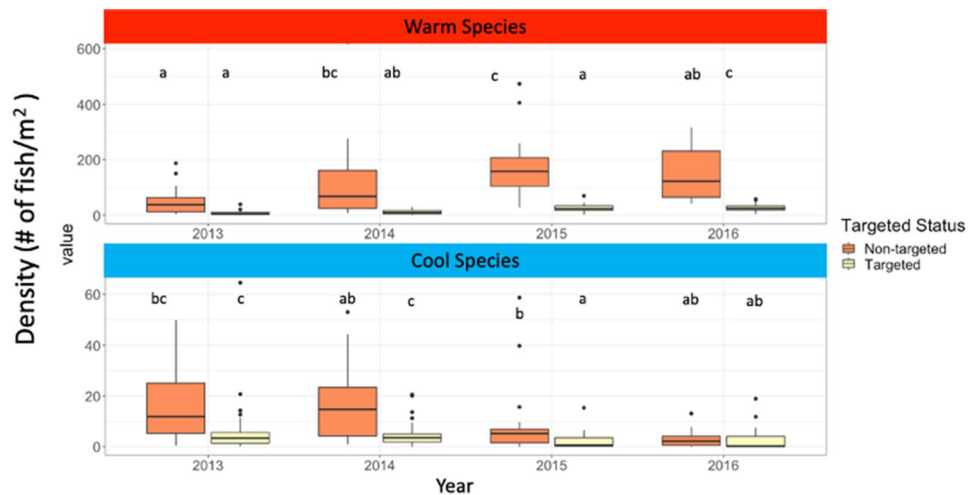 Warm Species
600
400
200
0
a a bc ab c a ab c
2013 2014 2015 2016
Density (# of fish/m²)
value
Cool Species
60
40
20
0
bc c ab c b a ab ab
2013 2014 2015 2016
Year
Targeted Status
Non-targeted
Targeted